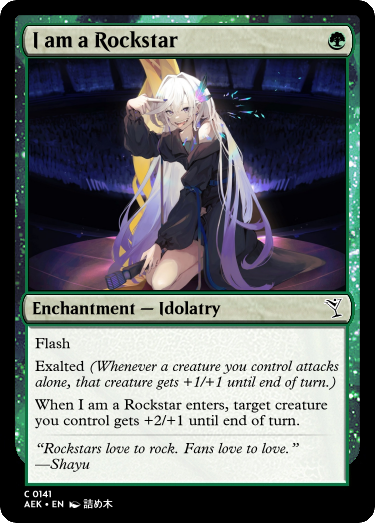 I am a Rockstar
Enchantment — Idolatry
Flash
Exalted (Whenever a creature you control attacks
alone, that creature gets +1/+1 until end of turn.)
When I am a Rockstar enters, target creature
you control gets +2/+1 until end of turn.
“Rockstars love to rock. Fans love to love.”
—Shayu
C 0141
AEK • EN 詰め木